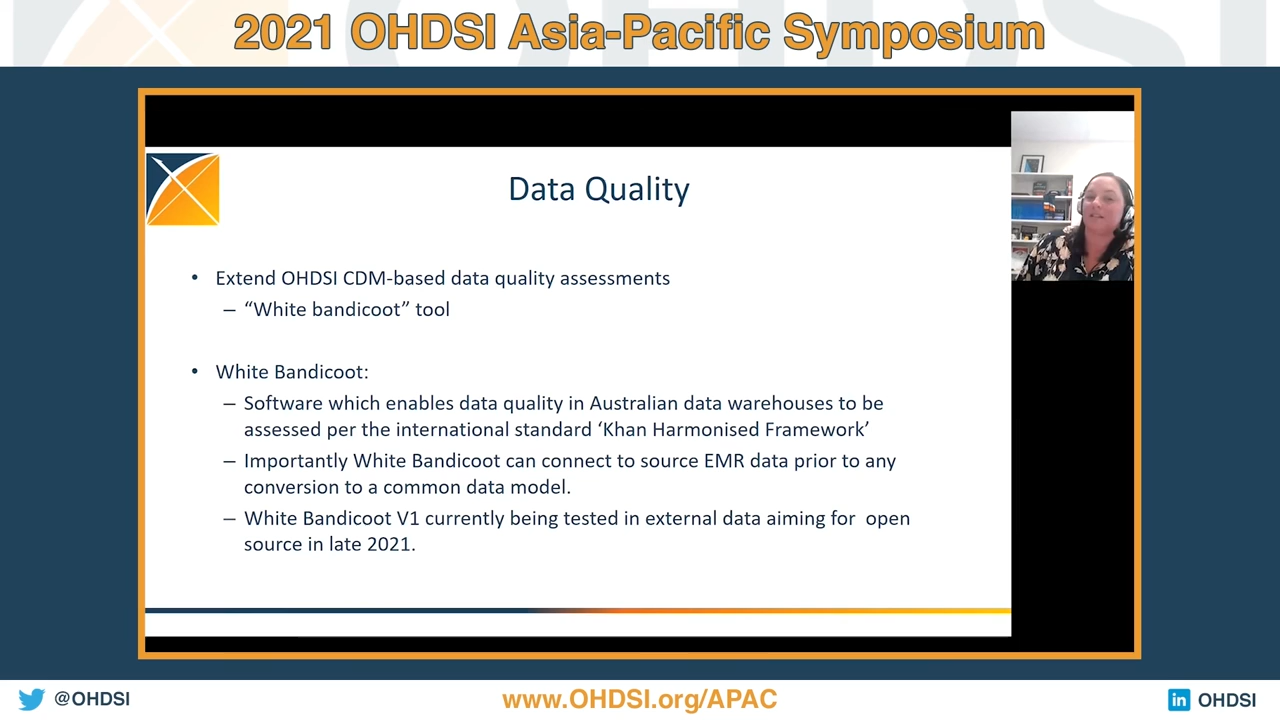 2021 OHDSI Asia-Pacific Symposium
Data Quality
• Extend OHDSI CDM-based data quality assessments
– “White bandicoot” tool
• White Bandicoot:
– Software which enables data quality in Australian data warehouses to be
assessed per the international standard ‘Khan Harmonised Framework’
– Importantly White Bandicoot can connect to source EMR data prior to any
conversion to a common data model.
– White Bandicoot V1 currently being tested in external data aiming for open
source in late 2021.
@OHDSI
www.OHDSI.org/APAC
in OHDSI